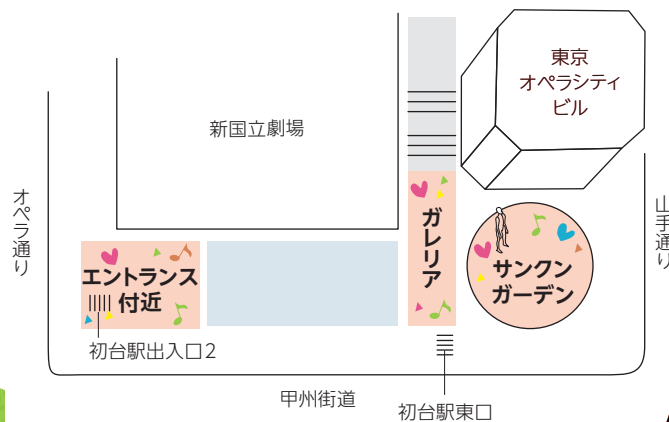 東京
オペラシティ
ビル
新国立劇場
オペラ通り
山手通り
ガレリア
エントランス
付近
サンクン
ガーデン
初台駅出入口2
甲州街道
初台駅東口